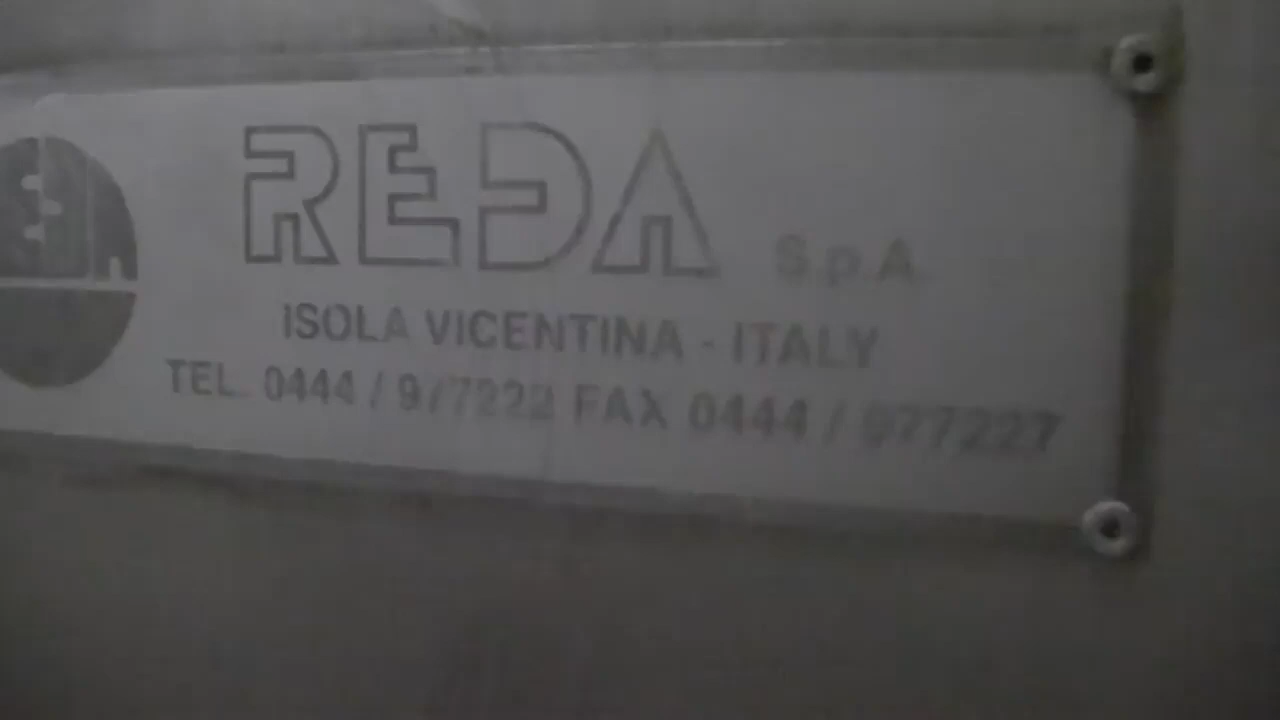 REDA S.p.A.
ISOLA VICENTINA - ITALY
TEL. 0444 / 977222 FAX 0444 / 977227